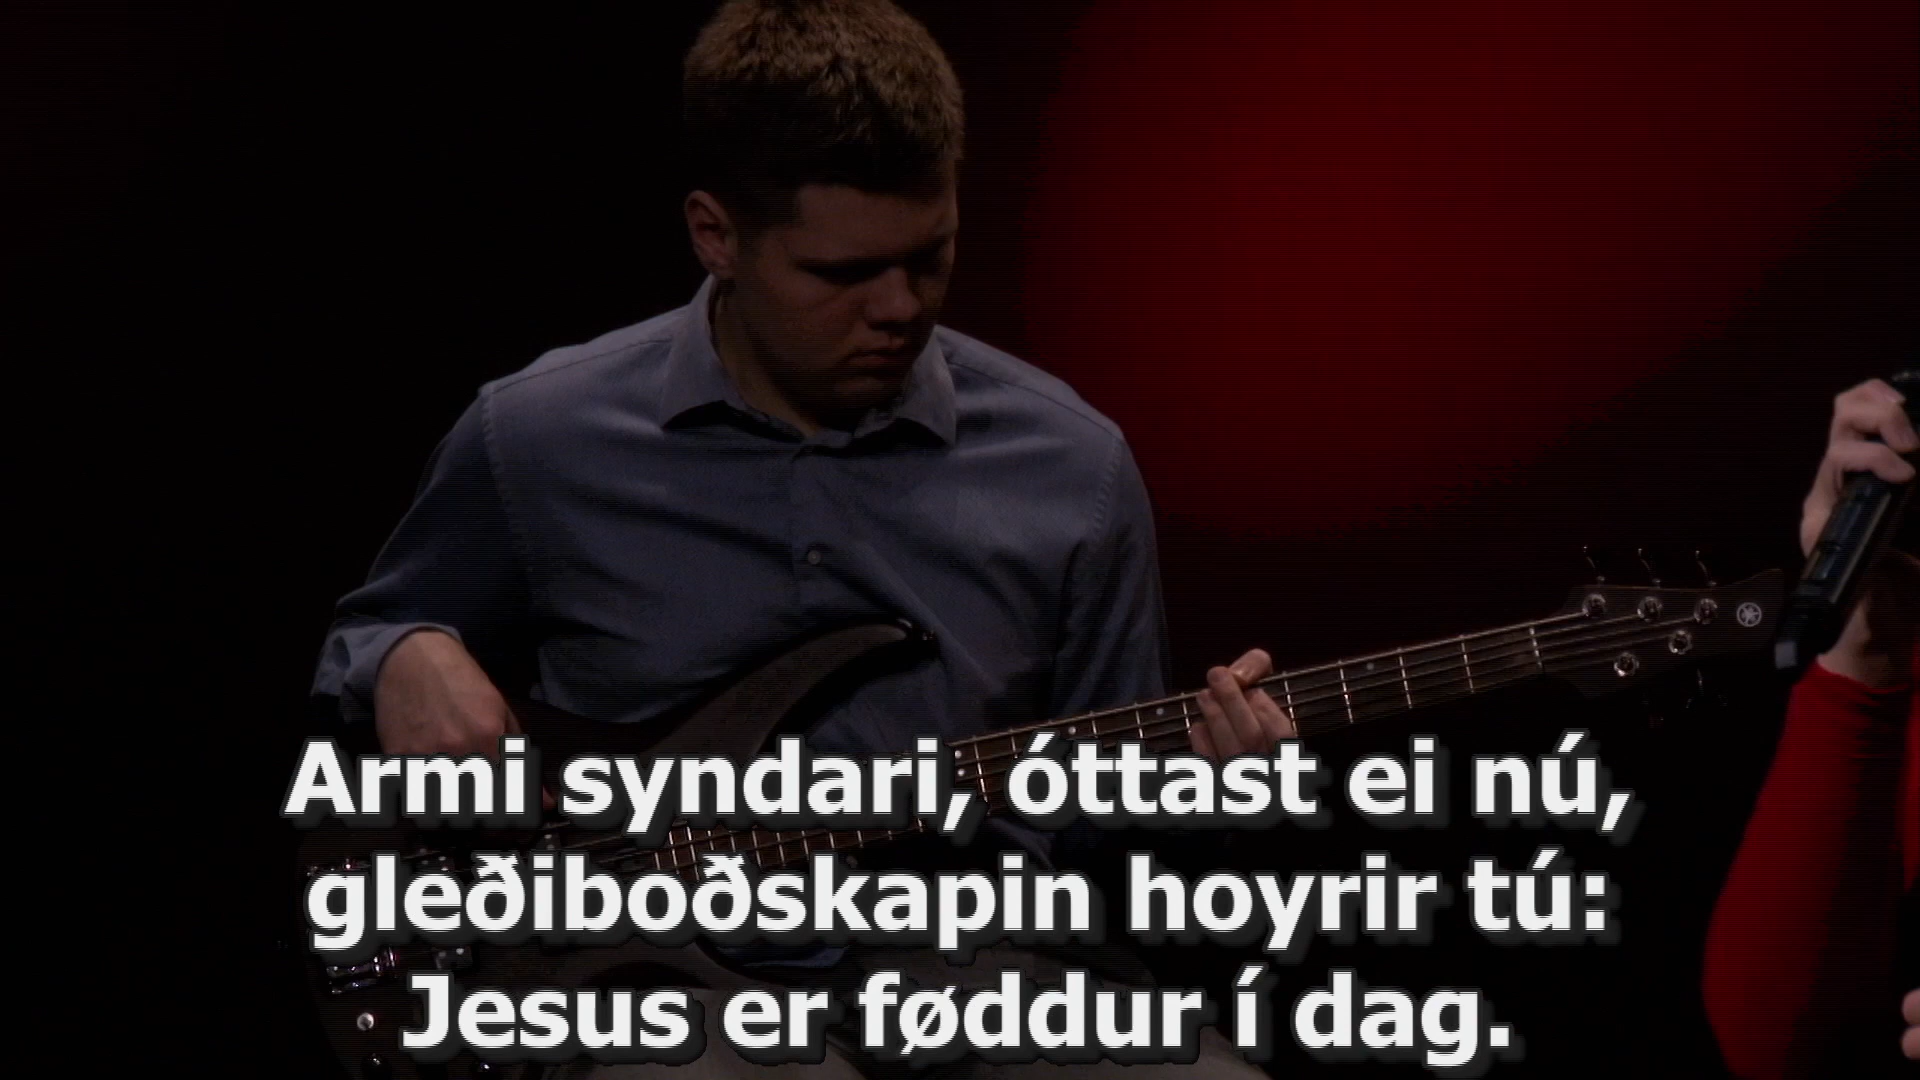 Armi syndari, óttast ei nú,
gleðiboðskapin hoyrir tú:
Jesus er føddur í dag.